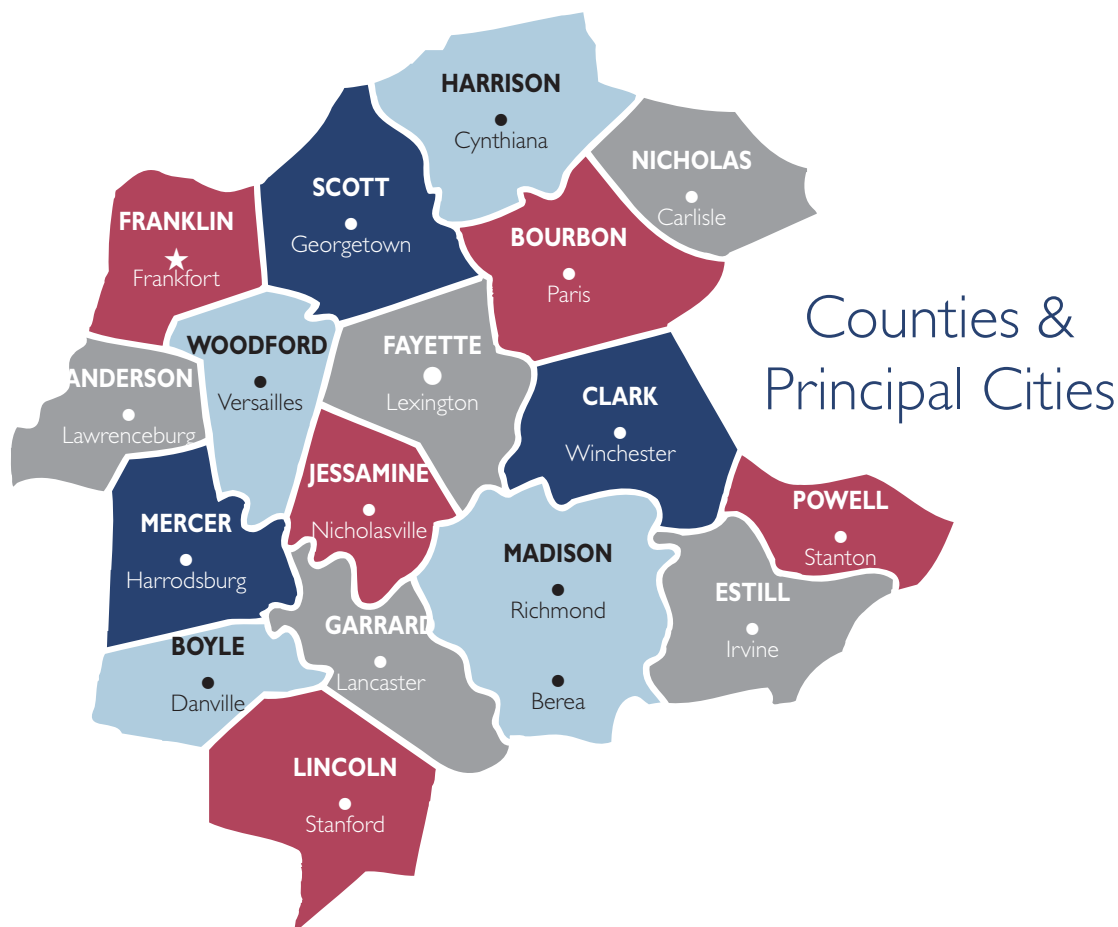 HARRISON
Cynthiana
NICHOLAS
Carlisle
SCOTT
Georgetown
FRANKLIN
Frankfort
BOURBON
Paris
Counties &
Principal Cities
WOODFORD
Versailles
FAYETTE
Lexington
ANDERSON
Lawrenceburg
CLARK
Winchester
JESSAMINE
Nicholasville
POWELL
Stanton
MERCER
Harrodsburg
MADISON
Richmond
Berea
ESTILL
Irvine
GARRARD
Lancaster
BOYLE
Danville
LINCOLN
Stanford